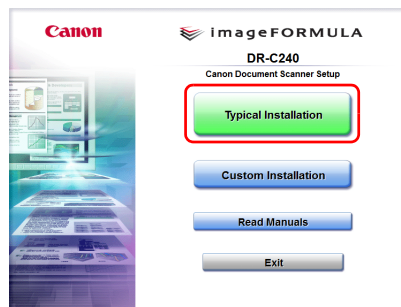 Canon
imageFORMULA
DR-C240
Canon Document Scanner Setup
Typical Installation
Custom Installation
Read Manuals
Exit